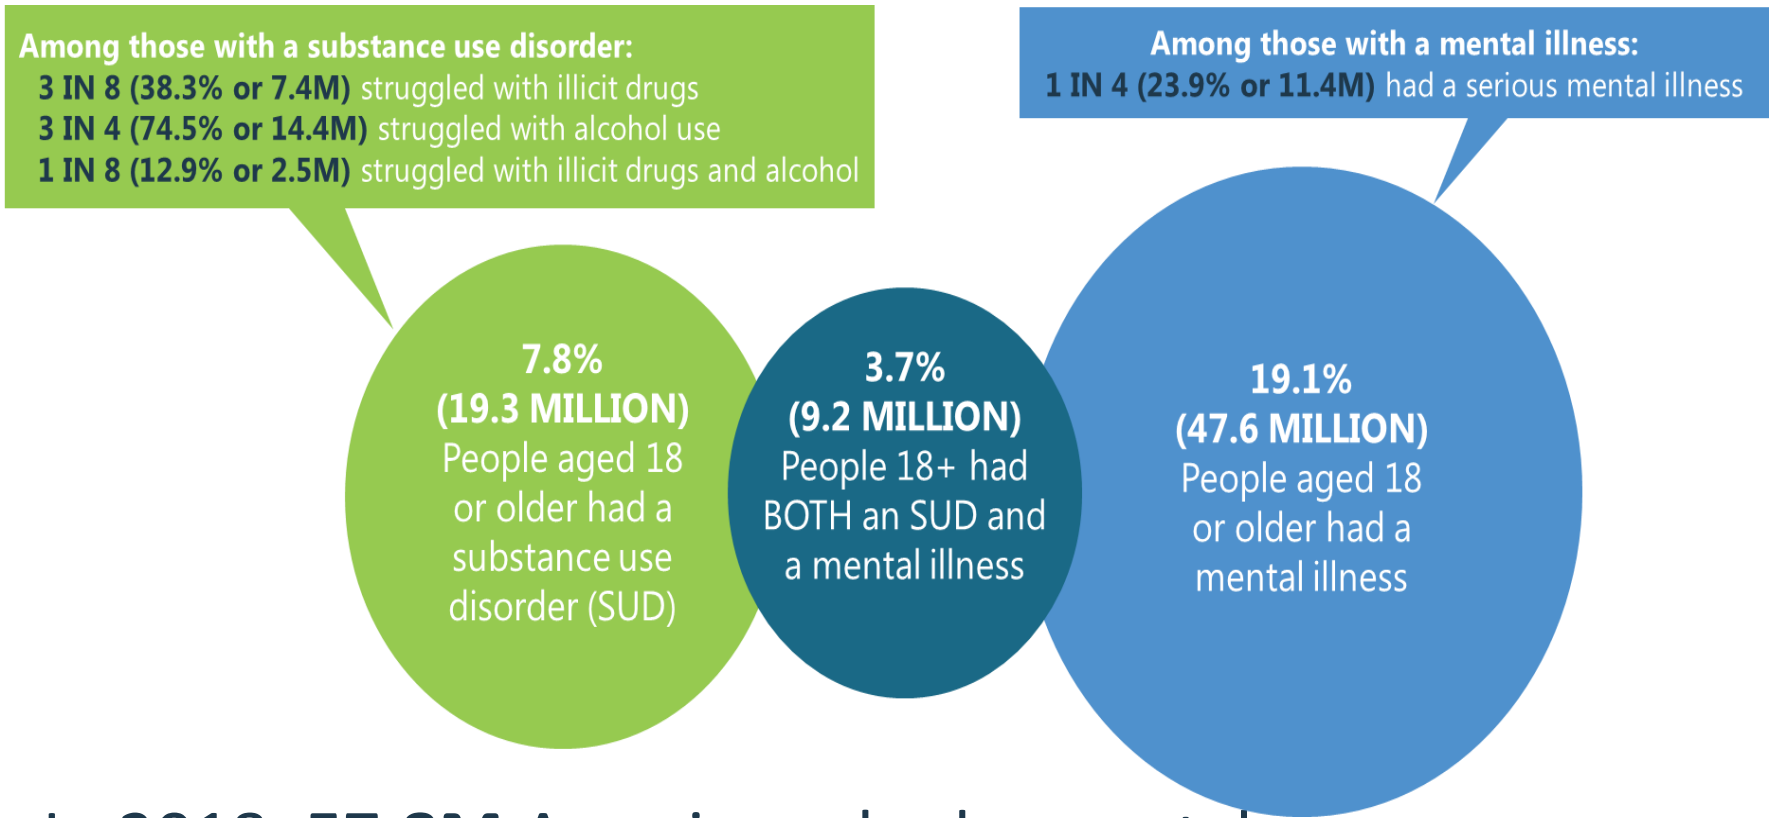 Among those with a substance use disorder:
3 IN 8 (38.3% or 7.4M) struggled with illicit drugs
3 IN 4 (74.5% or 14.4M) struggled with alcohol use
1 IN 8 (12.9% or 2.5M) struggled with illicit drugs and alcohol
Among those with a mental illness:
1 IN 4 (23.9% or 11.4M) had a serious mental illness
7.8%
(19.3 MILLION)
People aged 18
or older had a
substance use
disorder (SUD)
3.7%
(9.2 MILLION)
People 18+ had
BOTH an SUD and
a mental illness
19.1%
(47.6 MILLION)
People aged 18
or older had a
mental illness